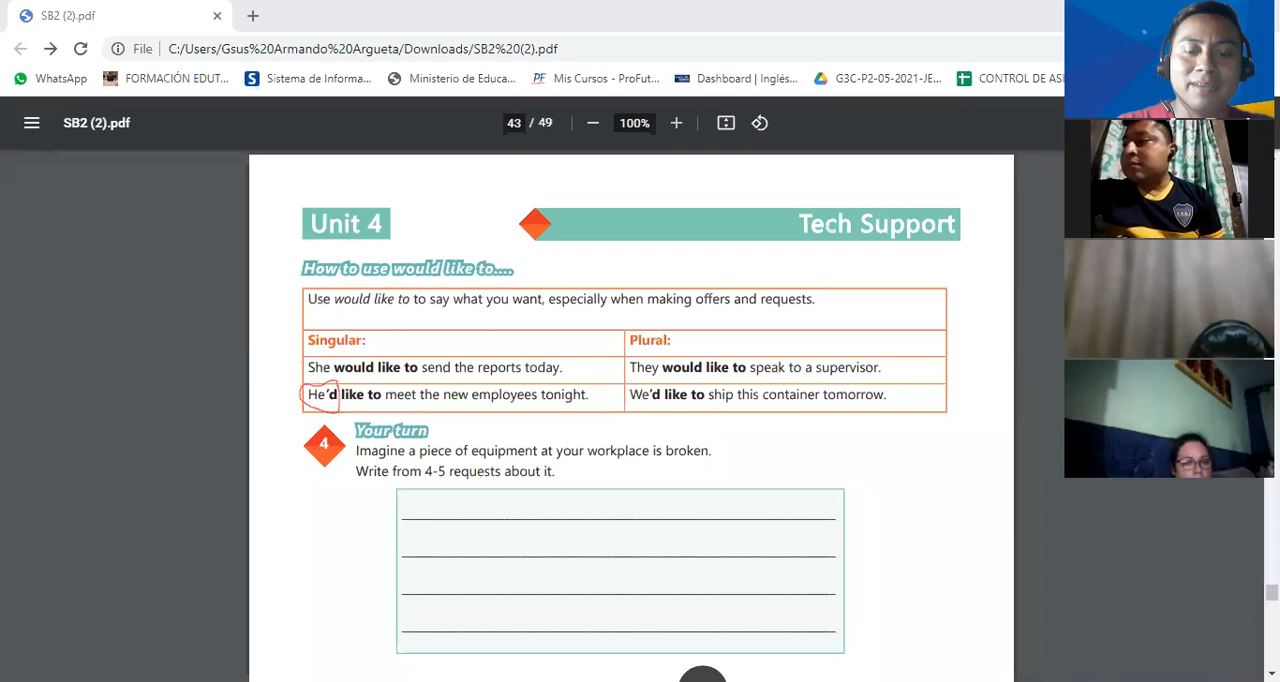 SB2 (2).pdf
File
C:/Users/Gsus%20Armando%20Argueta/Downloads/SB2%20(2).pdf
WhatsApp
FORMACIÓN EDUT...
Sistema de Informa...
Ministerio de Educa...
PF Mis Cursos - ProFut...
Dashboard | Inglés...
G3C-P2-05-2021-JE...
CONTROL DE ASI
SB2 (2).pdf
43 / 49
100%
Unit 4
Tech Support
How to use would like to....
Use would like to to say what you want, especially when making offers and requests.
Singular:
Plural:
She would like to send the reports today.
They would like to speak to a supervisor.
He'd like to meet the new employees tonight.
We'd like to ship this container tomorrow.
4
Your turn
Imagine a piece of equipment at your workplace is broken.
Write from 4-5 requests about it.